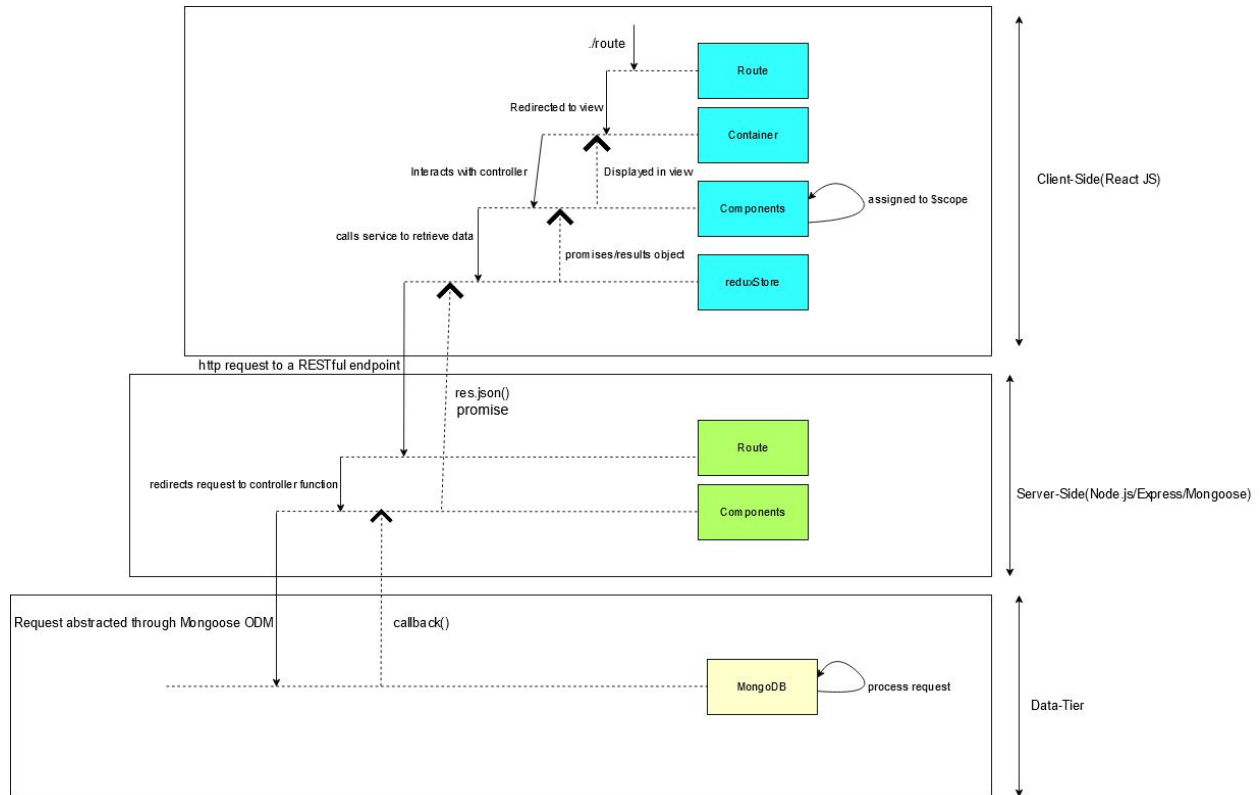 ./route
Route
Redirected to view
Container
Interacts with controller
Displayed in view
Components
assigned to $scope
Client-Side(React JS)
calls service to retrieve data
promises/results object
reduxStore
http request to a RESTful endpoint
res.json()
promise
Route
redirects request to controller function
Components
Server-Side(Node.js/Express/Mongoose)
Request abstracted through Mongoose ODM
callback()
MongoDB
process request
Data-Tier